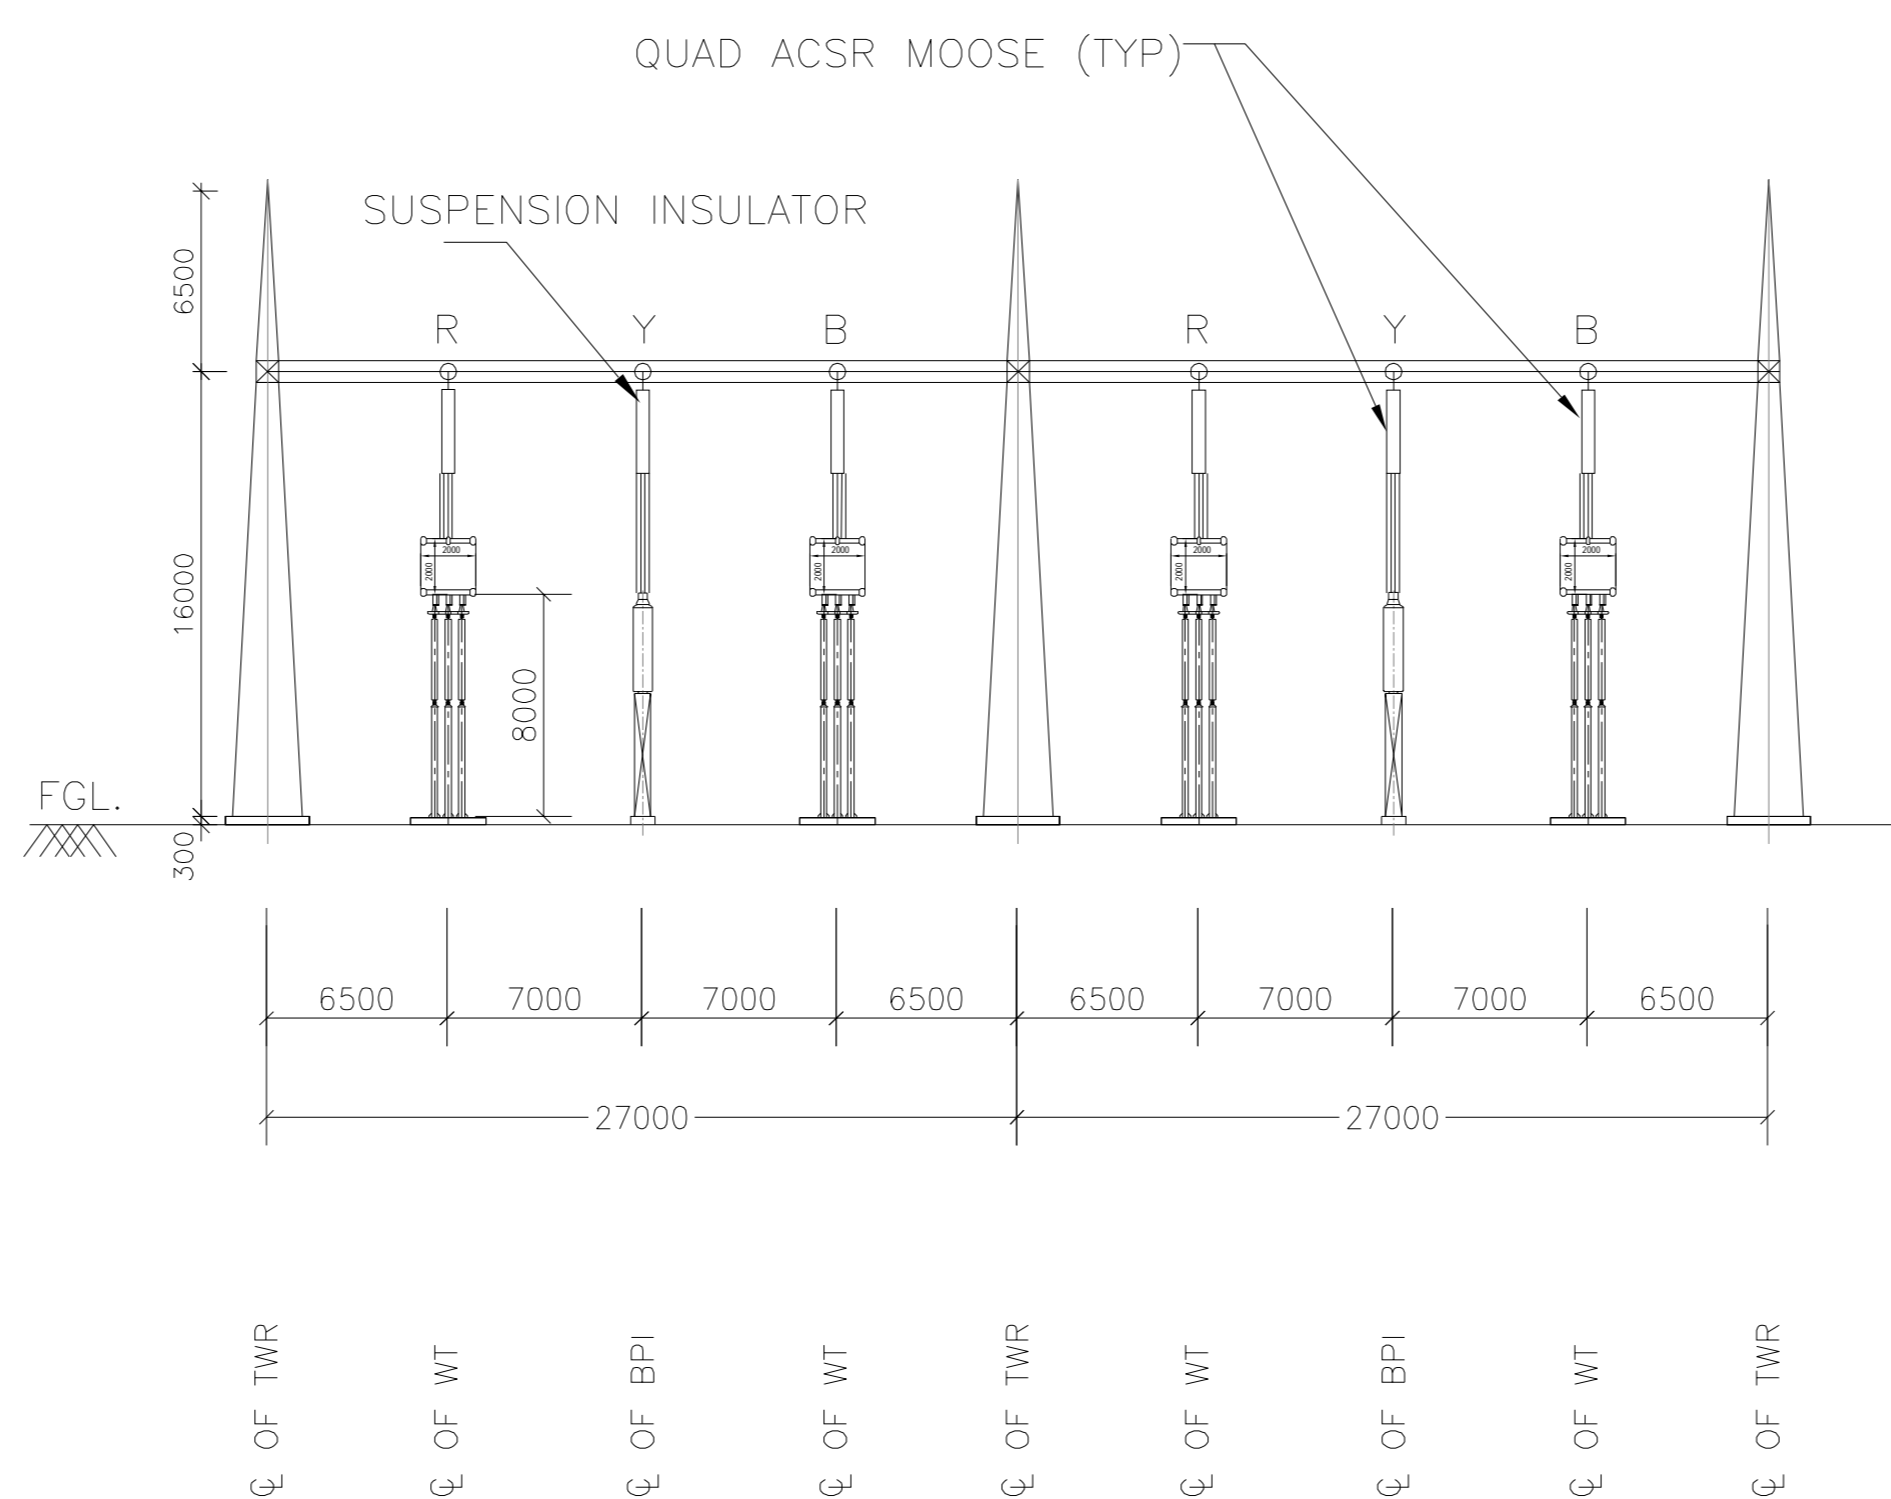 QUAD ACSR MOOSE (TYP)
SUSPENSION INSULATOR
6500
R Y B R Y B
2000 2000 2000 2000
2000 2000 2000 2000
16000
8000
FGL.
300
6500 7000 7000 6500 6500 7000 7000 6500
27000 27000
℄ OF TWR
℄ OF WT
℄ OF BPI
℄ OF WT
℄ OF TWR
℄ OF WT
℄ OF BPI
℄ OF WT
℄ OF TWR